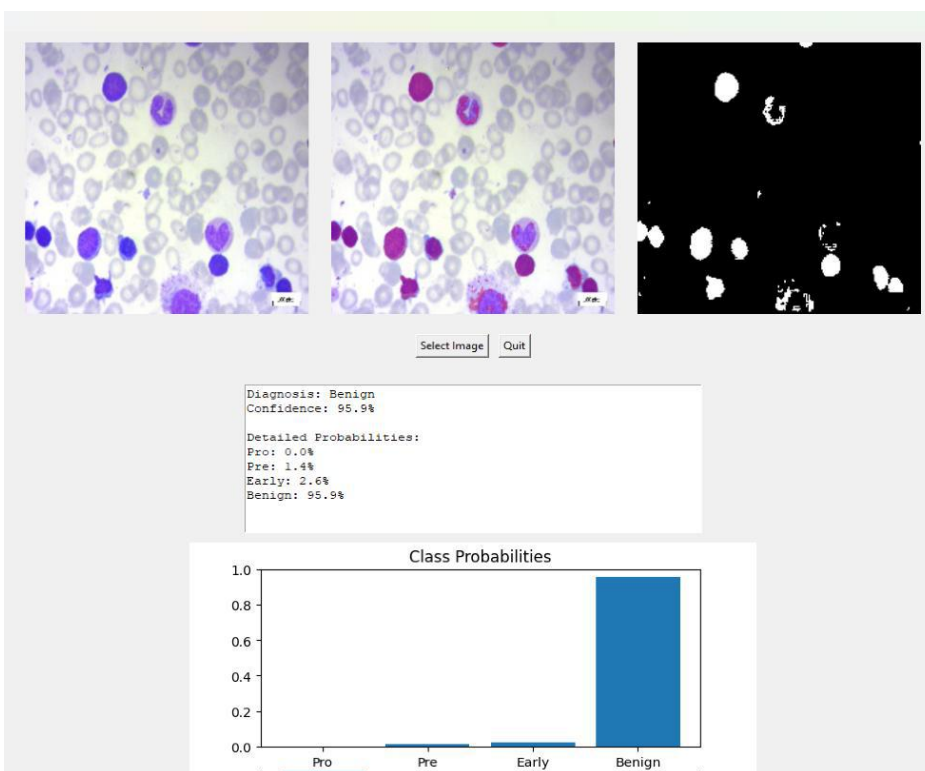 Select Image
Quit
Diagnosis: Benign
Confidence: 95.9%
Detailed Probabilities:
Pro: 0.0%
Pre: 1.4%
Early: 2.6%
Benign: 95.9%
Class Probabilities
1.0
0.8
0.6
0.4
0.2
0.0
Pro
Pre
Early
Benign